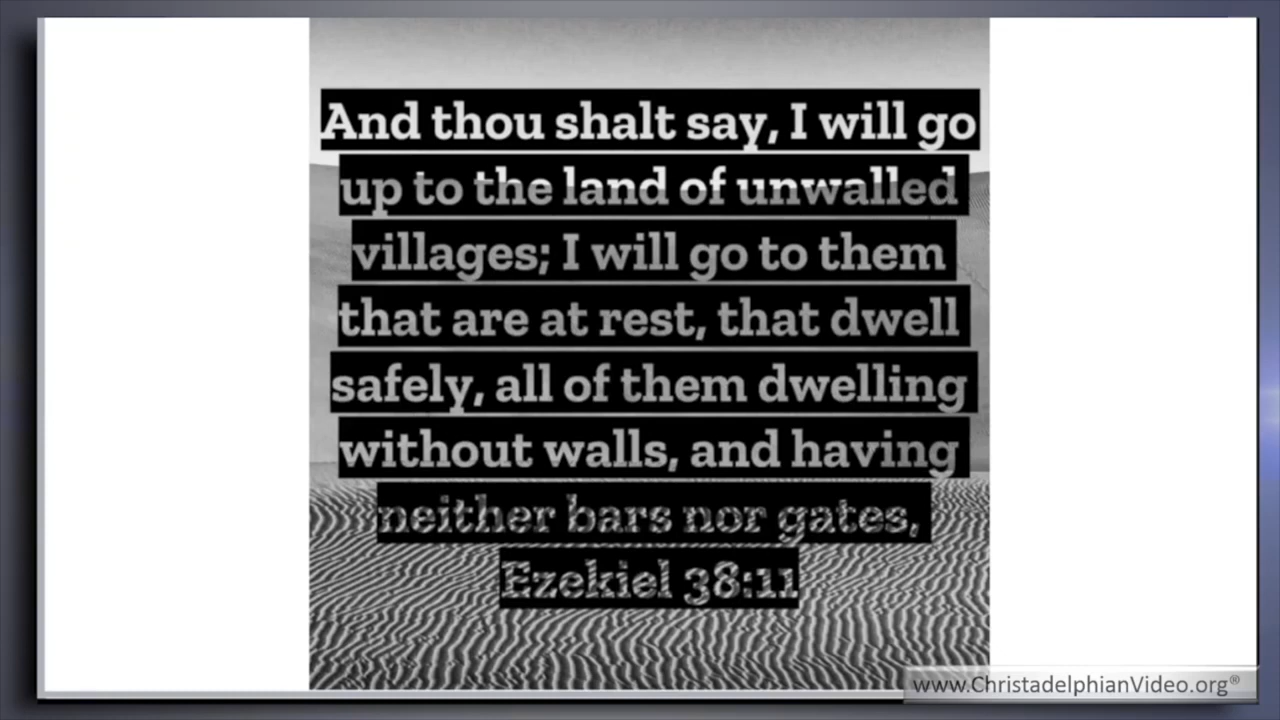 And thou shalt say, I will go
up to the land of unwalled
villages; I will go to them
that are at rest, that dwell
safely, all of them dwelling
without walls, and having
neither bars nor gates,
Ezekiel 38:11
www.ChristadelphianVideo.org®